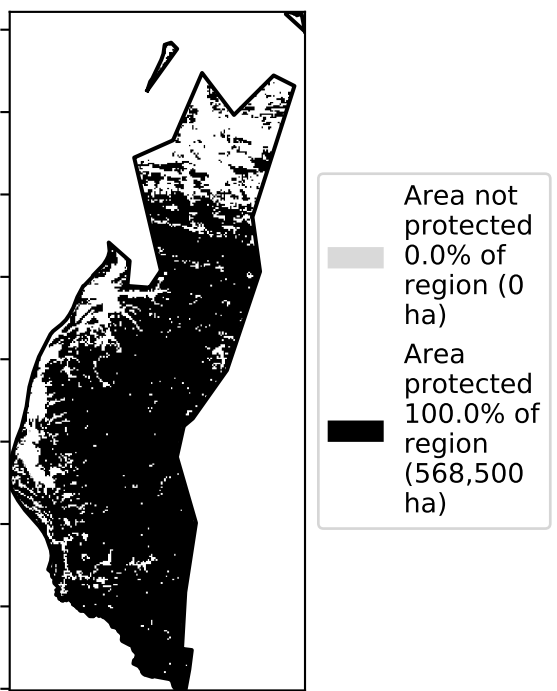 Area not
protected
0.0% of
region (0
ha)
Area
protected
100.0% of
region
(568,500
ha)